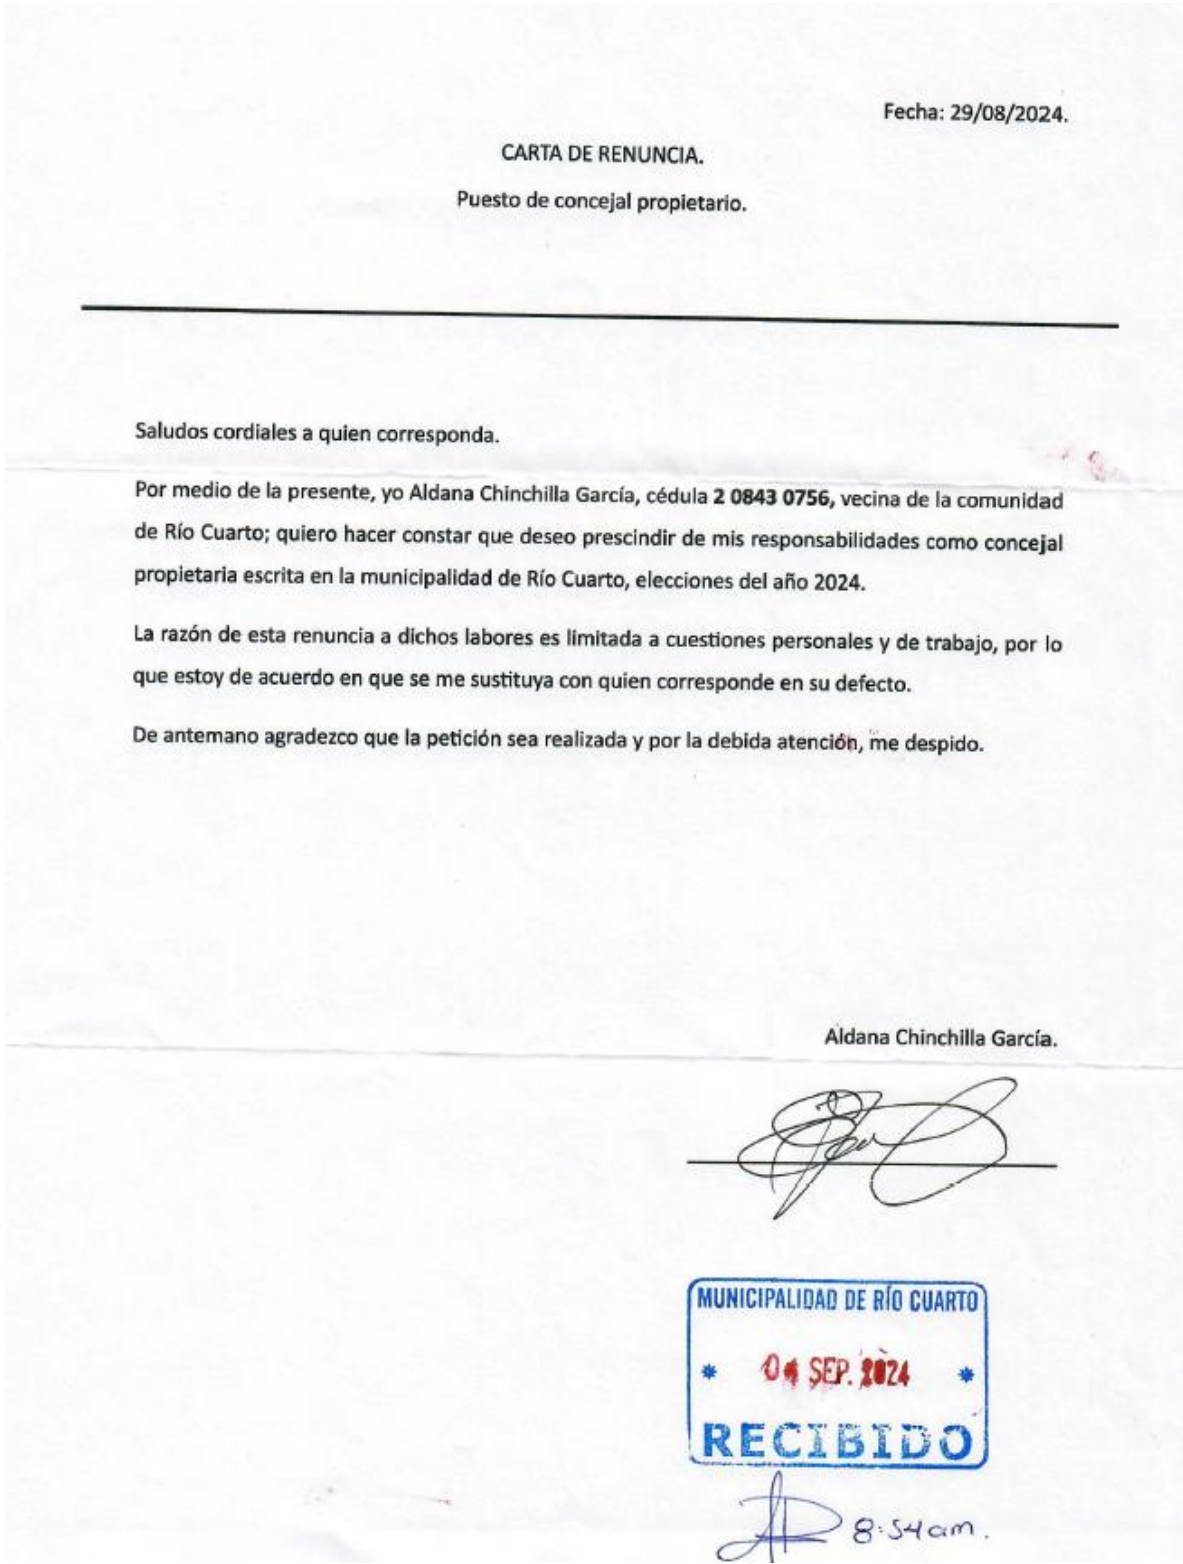 Fecha: 29/08/2024.
CARTA DE RENUNCIA.
Puesto de concejal propietario.
Saludos cordiales a quien corresponda.
Por medio de la presente, yo Aldana Chinchilla García, cédula 2 0843 0756, vecina de la comunidad
de Río Cuarto; quiero hacer constar que deseo prescindir de mis responsabilidades como concejal
propietaria escrita en la municipalidad de Río Cuarto, elecciones del año 2024.
La razón de esta renuncia a dichos labores es limitada a cuestiones personales y de trabajo, por lo
que estoy de acuerdo en que se me sustituya con quien corresponde en su defecto.
De antemano agradezco que la petición sea realizada y por la debida atención, me despido.
Aldana Chinchilla García.
MUNICIPALIDAD DE RÍO CUARTO
* 04 SEP. 2024 *
RECIBIDO
8:54 am.